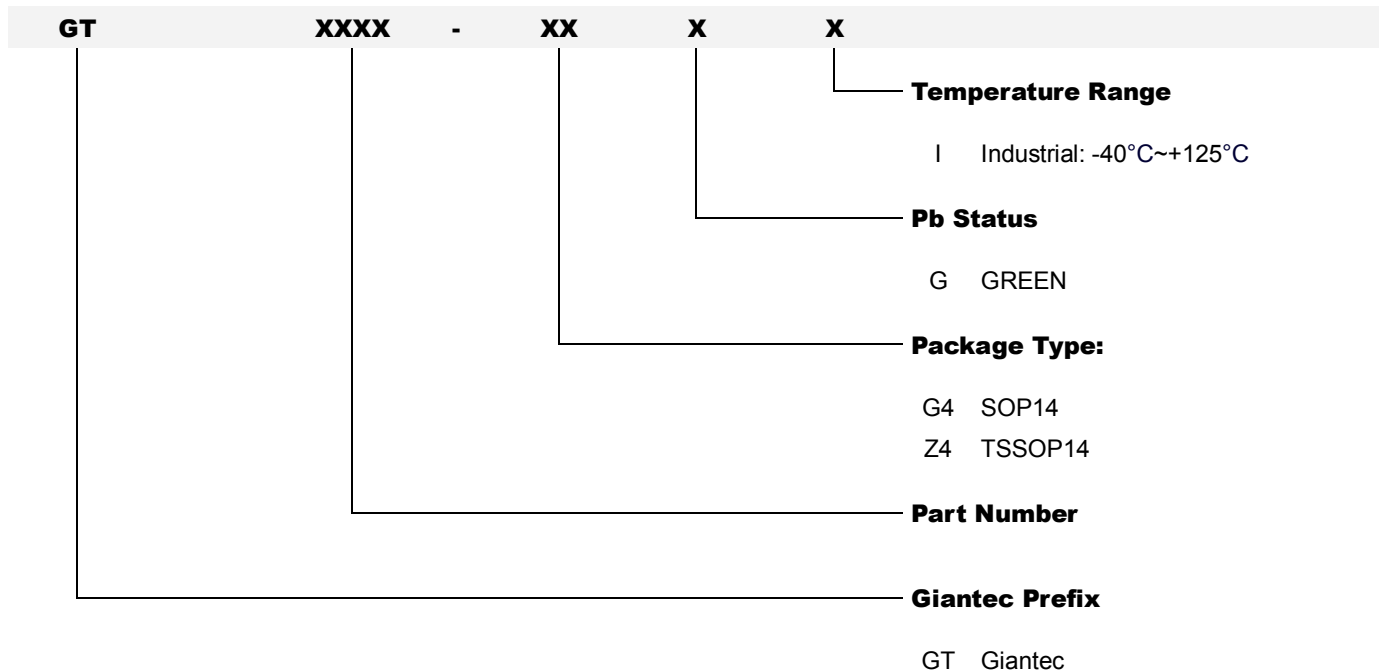 GT XXXX - XX X X
Temperature Range
I Industrial: -40°C~+125°C
Pb Status
G GREEN
Package Type:
G4 SOP14
Z4 TSSOP14
Part Number
Giantec Prefix
GT Giantec